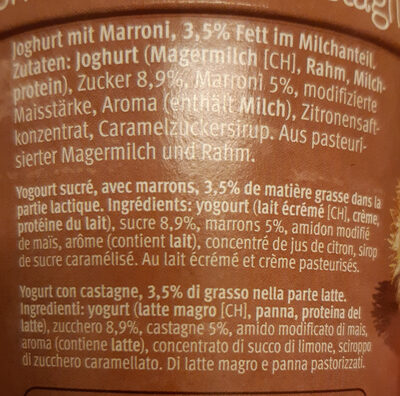 Joghurt mit Marroni, 3,5% Fett im Milchanteil.
Zutaten: Joghurt (Magermilch [CH], Rahm, Milch-
protein), Zucker 8,9%, Marroni 5%, modifizierte
Maisstärke, Aroma (enthält Milch), Zitronensaft-
konzentrat, Caramelzuckersirup. Aus pasteuri-
sierter Magermilch und Rahm.
Yogourt sucré, avec marrons, 3,5% de matière grasse dans la
partie lactique. Ingrédients: yogourt (lait écrémé [CH], crème,
protéine du lait), sucre 8,9%, marrons 5%, amidon modifié
de maïs, arôme (contient lait), concentré de jus de citron, sirop
de sucre caramélisé. Au lait écrémé et crème pasteurisés.
Yogurt con castagne, 3,5% di grasso nella parte latte.
Ingredienti: yogurt (latte magro [CH], panna, proteina del
latte), zucchero 8,9%, castagne 5%, amido modificato di mais,
aroma (contiene latte), concentrato di succo di limone, sciroppo
di zucchero caramellato. Di latte magro e panna pastorizzati.